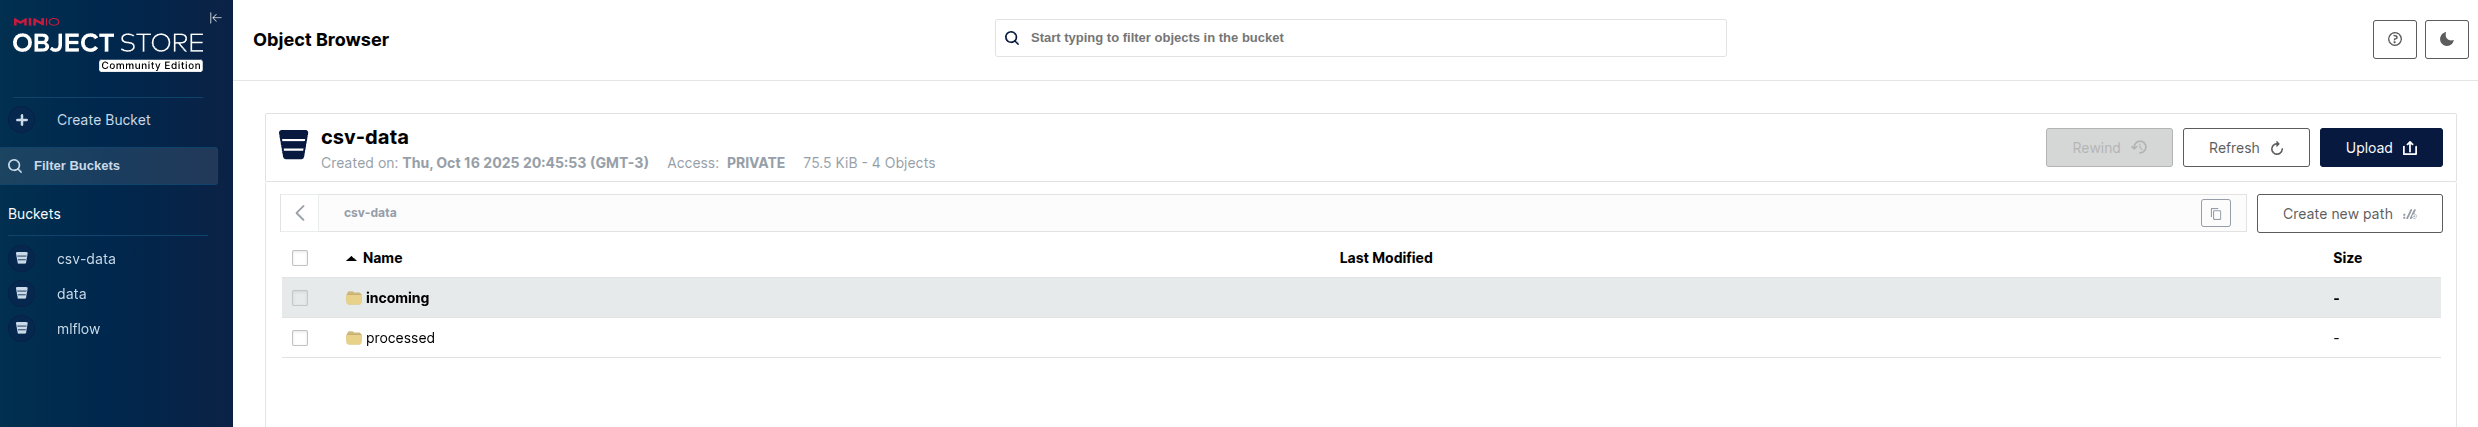 MINIO
OBJECT STORE
Community Edition
Create Bucket
Filter Buckets
Buckets
csv-data
data
mlflow
Object Browser
Start typing to filter objects in the bucket
csv-data
Created on: Thu, Oct 16 2025 20:45:53 (GMT-3) Access: PRIVATE 75.5 KiB - 4 Objects
Rewind
Refresh
Upload
csv-data
Create new path
Name Last Modified Size
incoming -
processed -